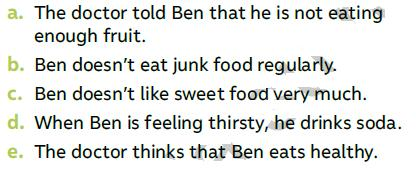 a. The doctor told Ben that he is not eating
enough fruit.
b. Ben doesn't eat junk food regularly.
c. Ben doesn't like sweet food very much.
d. When Ben is feeling thirsty, he drinks soda.
e. The doctor thinks that Ben eats healthy.